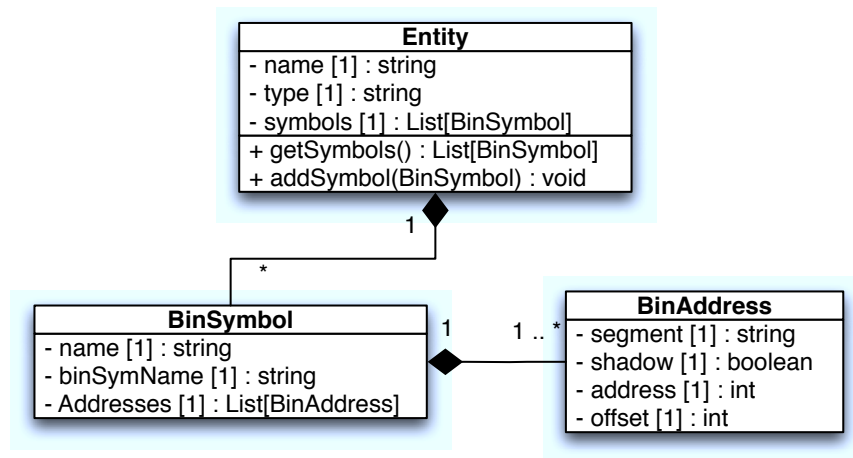 Entity
- name [1] : string
- type [1] : string
- symbols [1] : List[BinSymbol]
+ getSymbols() : List[BinSymbol]
+ addSymbol(BinSymbol) : void
1
*
BinSymbol
- name [1] : string
- binSymName [1] : string
- Addresses [1] : List[BinAddress]
1
1 .. *
BinAddress
- segment [1] : string
- shadow [1] : boolean
- address [1] : int
- offset [1] : int